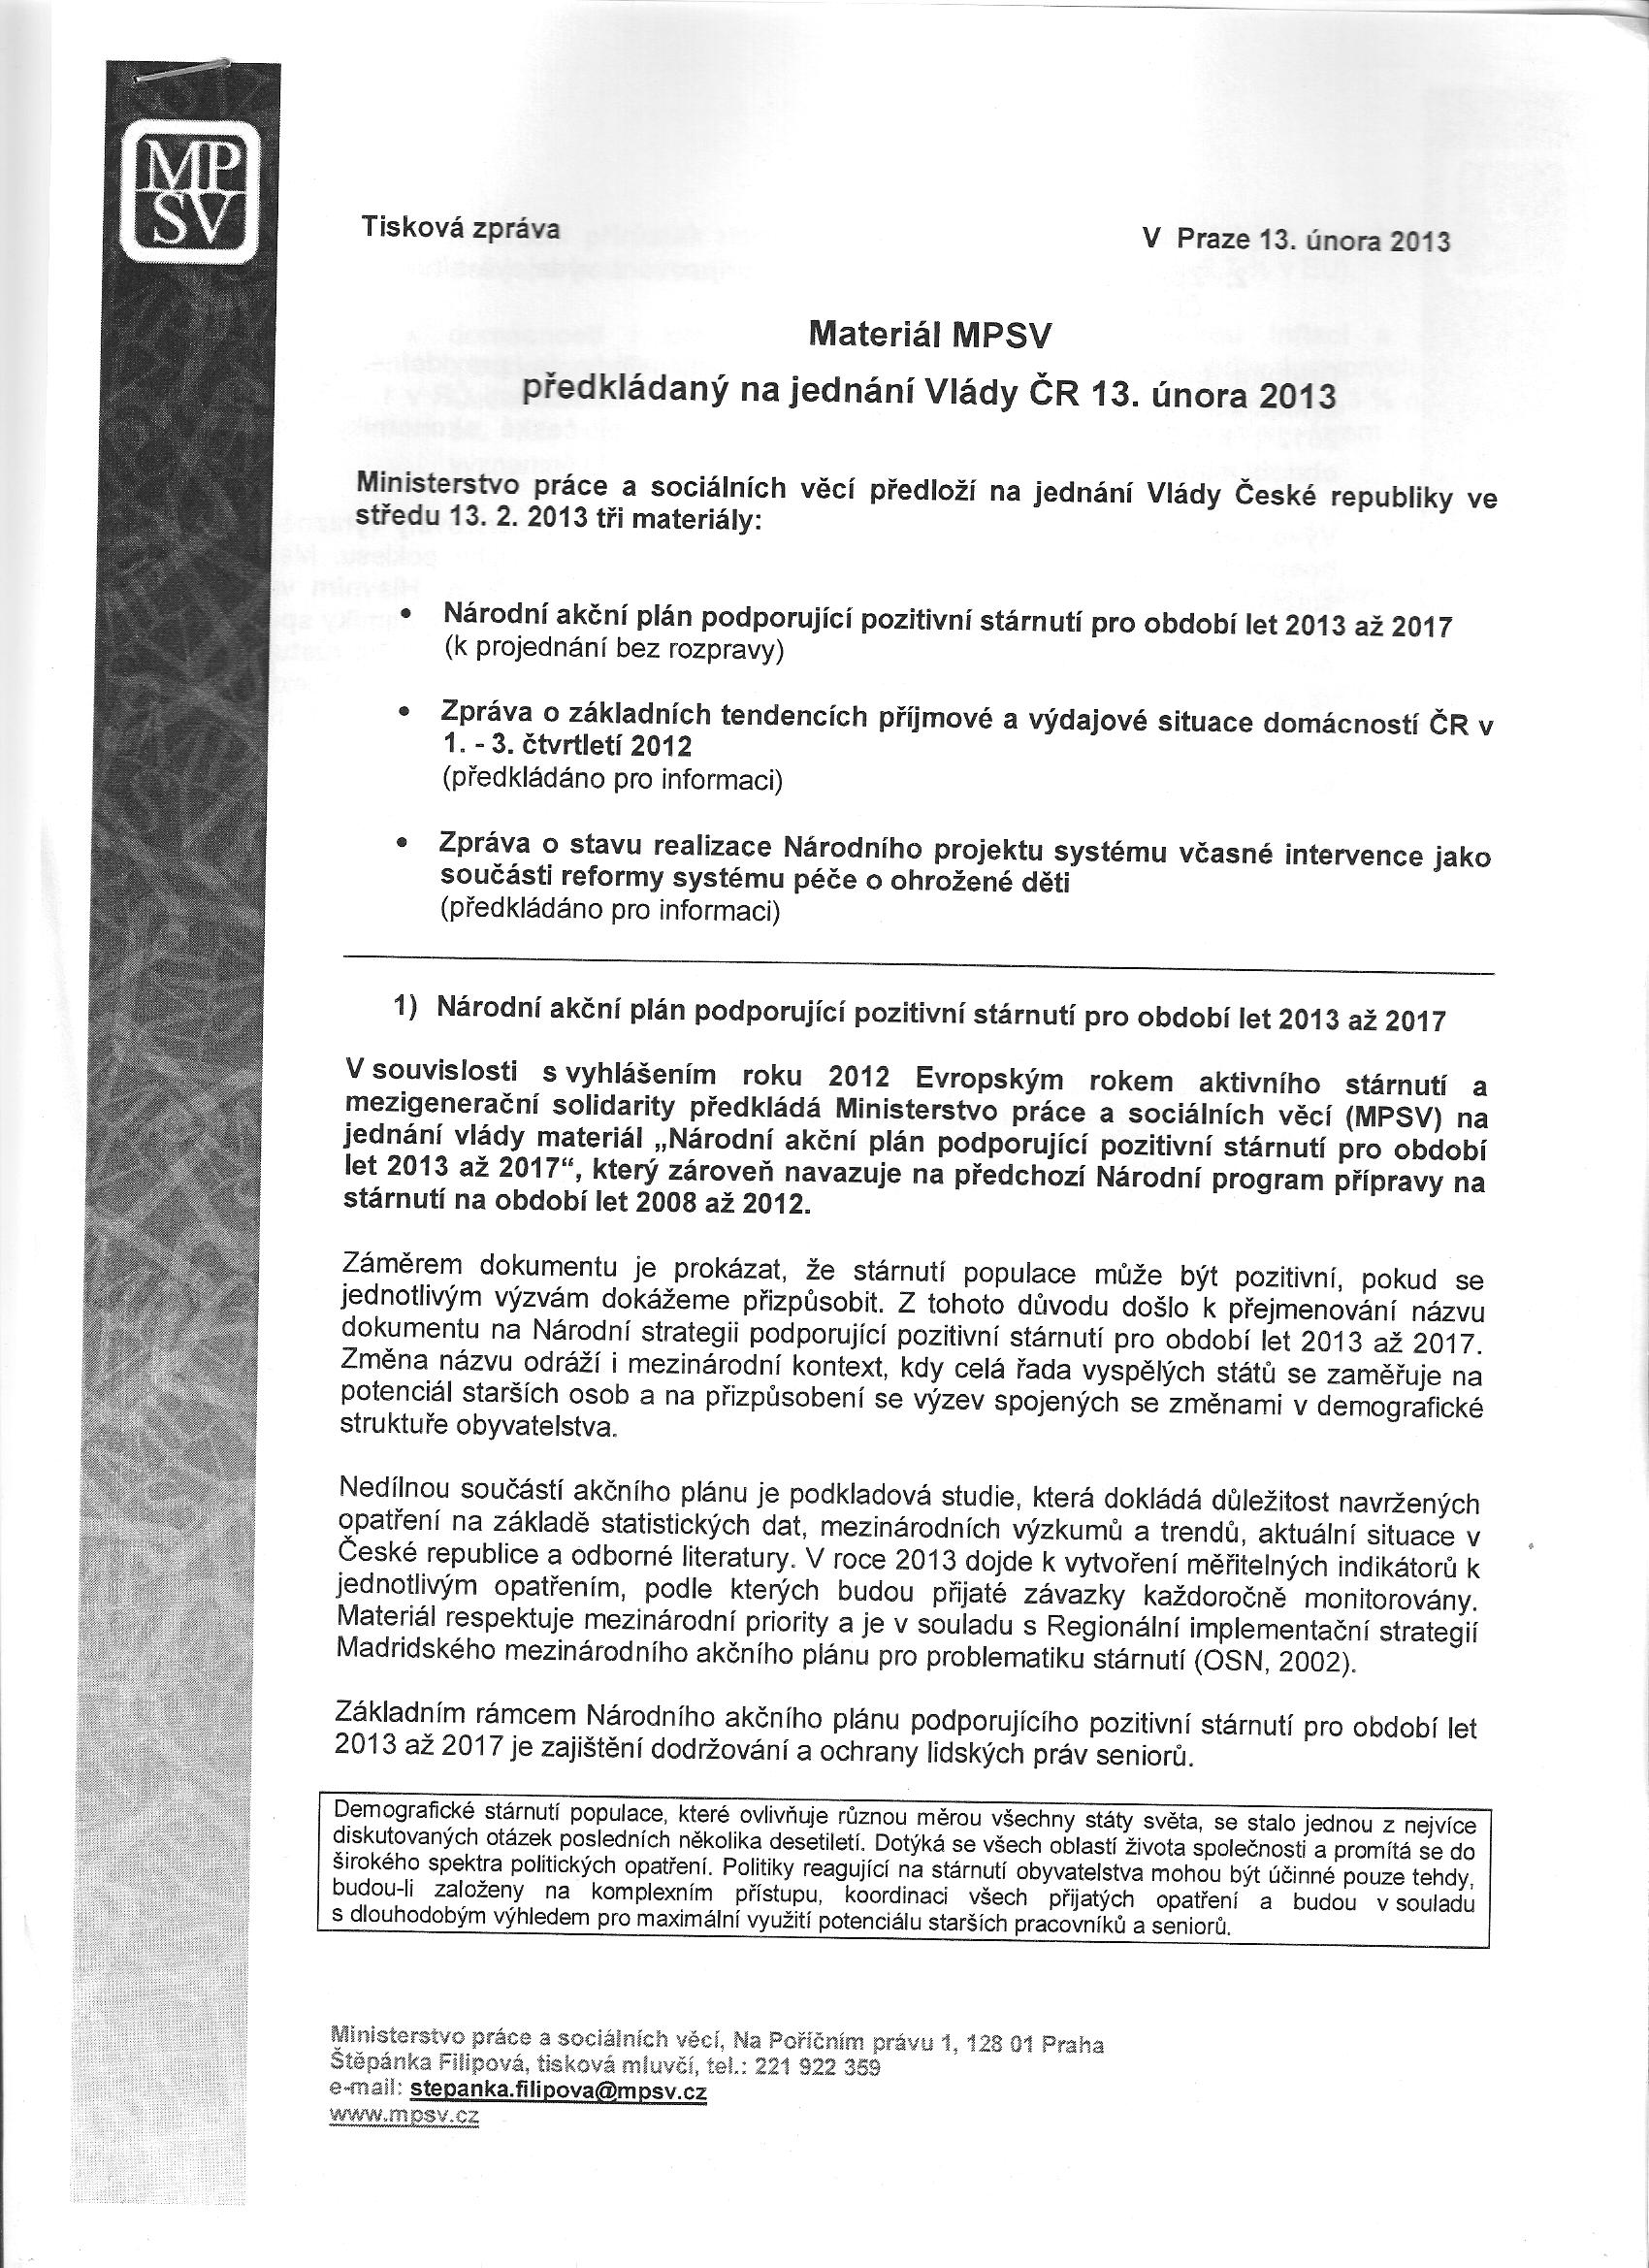 MP
SV
Tisková zpráva
V Praze 13. února 2013
Materiál MPSV
předkládaný na jednání Vlády ČR 13. února 2013
Ministerstvo práce a sociálních věcí předloží na jednání Vlády České republiky ve
středu 13. 2. 2013 tři materiály:
• Národní akční plán podporující pozitivní stárnutí pro období let 2013 až 2017
(k projednání bez rozpravy)
• Zpráva o základních tendencích příjmové a výdajové situace domácností ČR v
1. - 3. čtvrtletí 2012
(předkládáno pro informaci)
• Zpráva o stavu realizace Národního projektu systému včasné intervence jako
součásti reformy systému péče o ohrožené děti
(předkládáno pro informaci)
1) Národní akční plán podporující pozitivní stárnutí pro období let 2013 až 2017
V souvislosti s vyhlášením roku 2012 Evropským rokem aktivního stárnutí a
mezigenerační solidarity předkládá Ministerstvo práce a sociálních věcí (MPSV) na
jednání vlády materiál „Národní akční plán podporující pozitivní stárnutí pro období
let 2013 až 2017“, který zároveň navazuje na předchozí Národní program přípravy na
stárnutí na období let 2008 až 2012.
Záměrem dokumentu je prokázat, že stárnutí populace může být pozitivní, pokud se
jednotlivým výzvám dokážeme přizpůsobit. Z tohoto důvodu došlo k přejmenování názvu
dokumentu na Národní strategii podporující pozitivní stárnutí pro období let 2013 až 2017.
Změna názvu odráží i mezinárodní kontext, kdy celá řada vyspělých států se zaměřuje na
potenciál starších osob a na přizpůsobení se výzev spojených se změnami v demografické
struktuře obyvatelstva.
Nedílnou součástí akčního plánu je podkladová studie, která dokládá důležitost navržených
opatření na základě statistických dat, mezinárodních výzkumů a trendů, aktuální situace v
České republice a odborné literatury. V roce 2013 dojde k vytvoření měřitelných indikátorů k
jednotlivým opatřením, podle kterých budou přijaté závazky každoročně monitorovány.
Materiál respektuje mezinárodní priority a je v souladu s Regionální implementační strategií
Madridského mezinárodního akčního plánu pro problematiku stárnutí (OSN, 2002).
Základním rámcem Národního akčního plánu podporujícího pozitivní stárnutí pro období let
2013 až 2017 je zajištění dodržování a ochrany lidských práv seniorů.
Demografické stárnutí populace, které ovlivňuje různou měrou všechny státy světa, se stalo jednou z nejvíce
diskutovaných otázek posledních několika desetiletí. Dotýká se všech oblastí života společnosti a promítá se do
širokého spektra politických opatření. Politiky reagující na stárnutí obyvatelstva mohou být účinné pouze tehdy,
budou-li založeny na komplexním přístupu, koordinaci všech přijatých opatření a budou v souladu
s dlouhodobým výhledem pro maximální využití potenciálu starších pracovníků a seniorů.
Ministerstvo práce a sociálních věcí, Na Poříčním právu 1, 128 01 Praha
Štěpánka Filipová, tisková mluvčí, tel.: 221 922 359
e-mail: stepanka.filipova@mpsv.cz
www.mpsv.cz